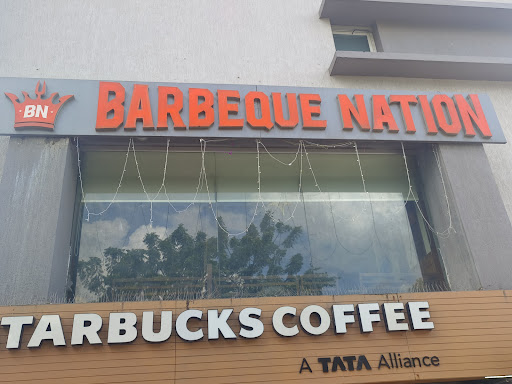 BN
BARBEQUE NATION
TARBUCKS COFFEE
A TATA Alliance